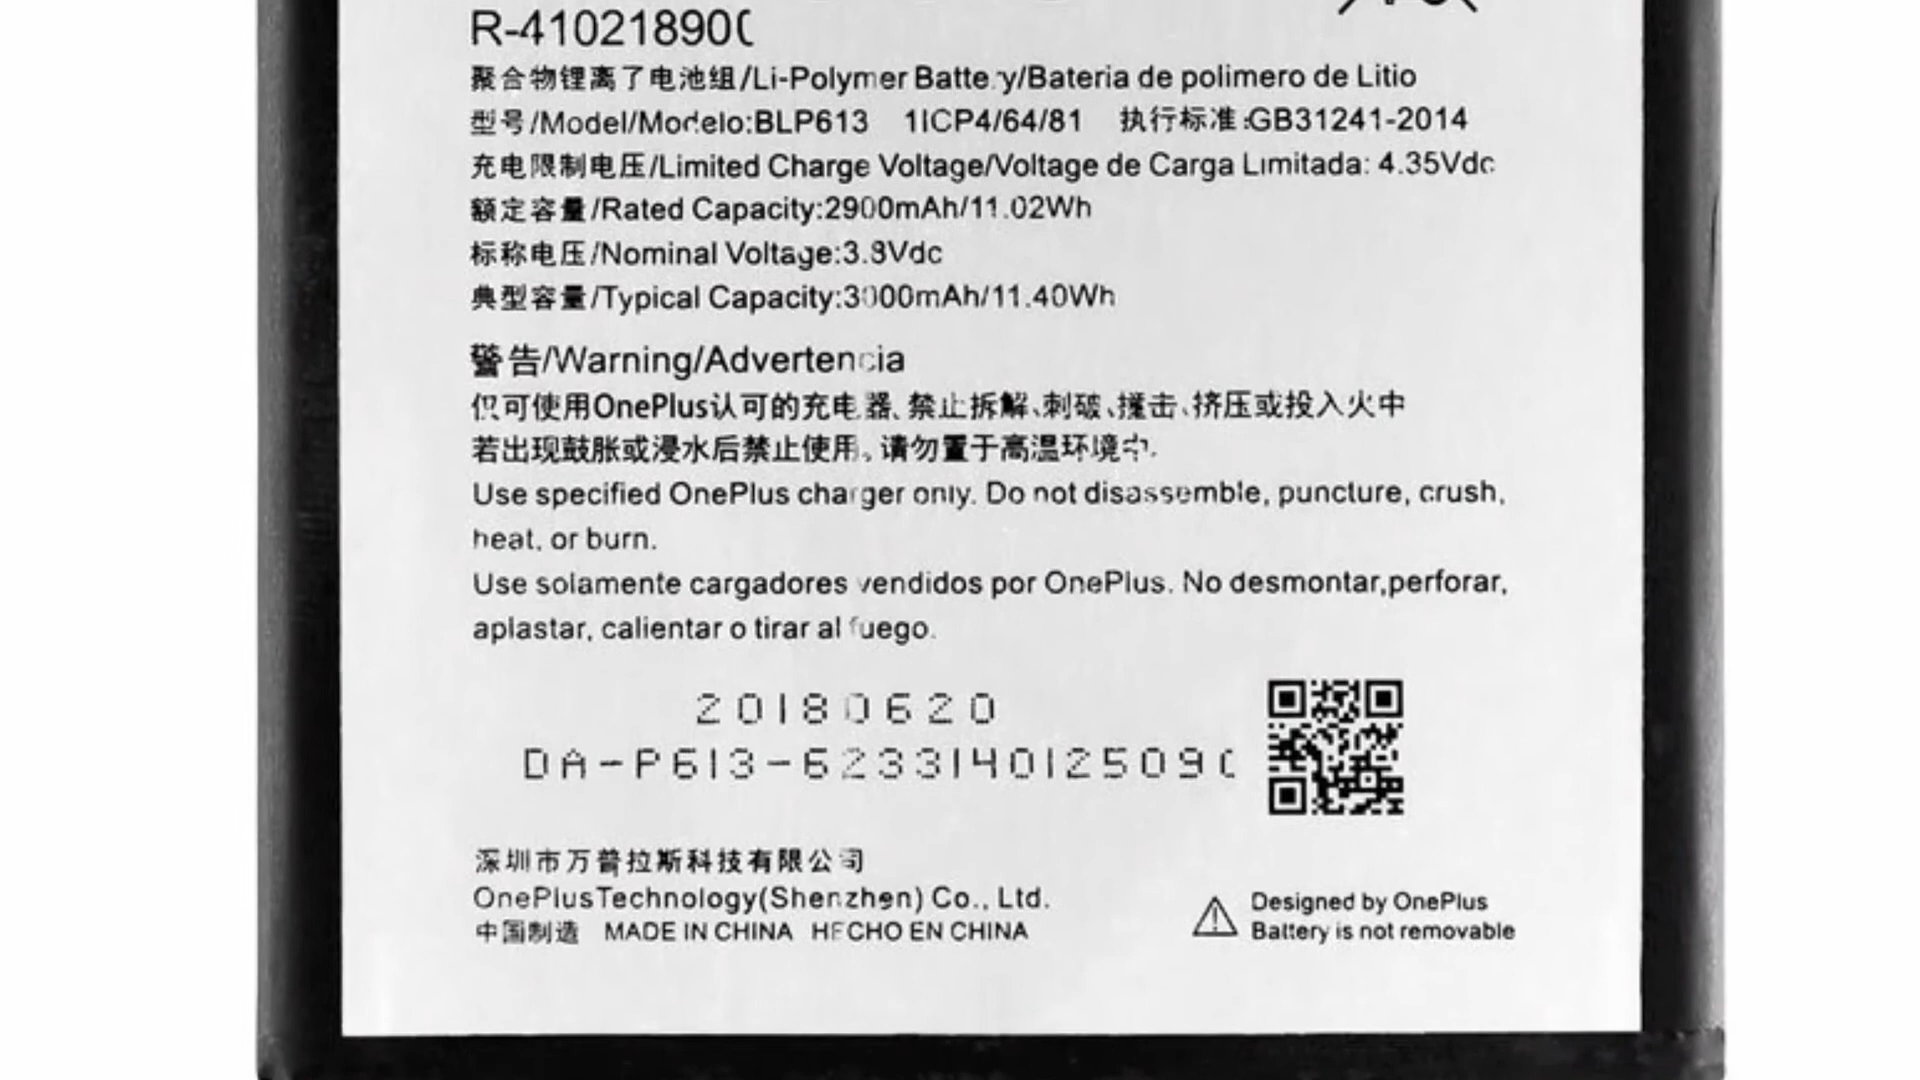 R-410218900
聚合物锂离子电池组/Li-Polymer Battery/Bateria de polimero de Litio
型号/Model/Modelo:BLP613 1ICP4/64/81 执行标准:GB31241-2014
充电限制电压/Limited Charge Voltage/Voltage de Carga Limitada: 4.35Vdc
额定容量/Rated Capacity:2900mAh/11.02Wh
标称电压/Nominal Voltage:3.8Vdc
典型容量/Typical Capacity:3000mAh/11.40Wh
警告/Warning/Advertencia
仅可使用OnePlus认可的充电器、禁止拆解、刺破、撞击、挤压或投入火中
若出现鼓胀或浸水后禁止使用。请勿置于高温环境中.
Use specified OnePlus charger only. Do not disassemble, puncture, crush,
heat, or burn.
Use solamente cargadores vendidos por OnePlus. No desmontar,perforar,
aplastar, calientar o tirar al fuego.
20180620
DA-P613-6233140125090
深圳市万普拉斯科技有限公司
OnePlusTechnology(Shenzhen) Co., Ltd.
中国制造 MADE IN CHINA HECHO EN CHINA
Designed by OnePlus
Battery is not removable